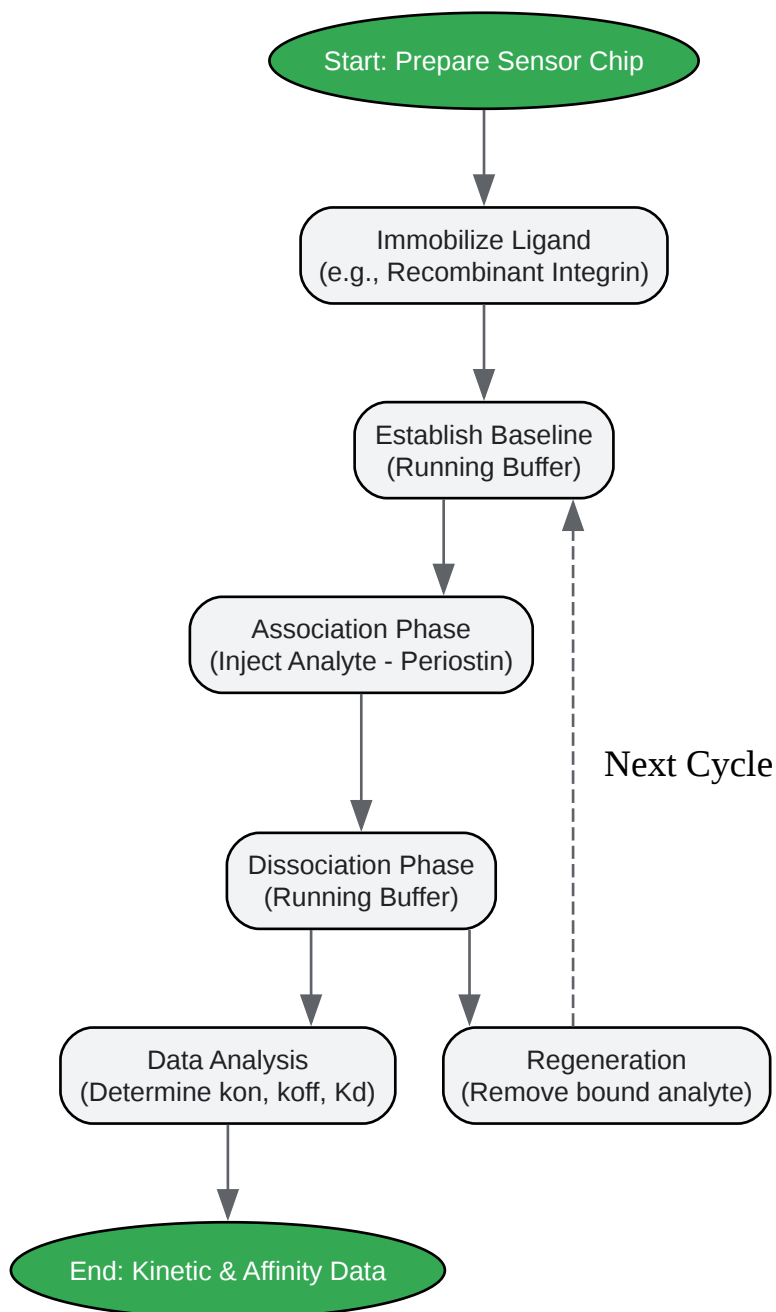 Start: Prepare Sensor Chip
Immobilize Ligand
(e.g., Recombinant Integrin)
Establish Baseline
(Running Buffer)
Association Phase
(Inject Analyte - Periostin)
Next Cycle
Dissociation Phase
(Running Buffer)
Data Analysis
(Determine kon, koff, Kd)
Regeneration
(Remove bound analyte)
End: Kinetic & Affinity Data